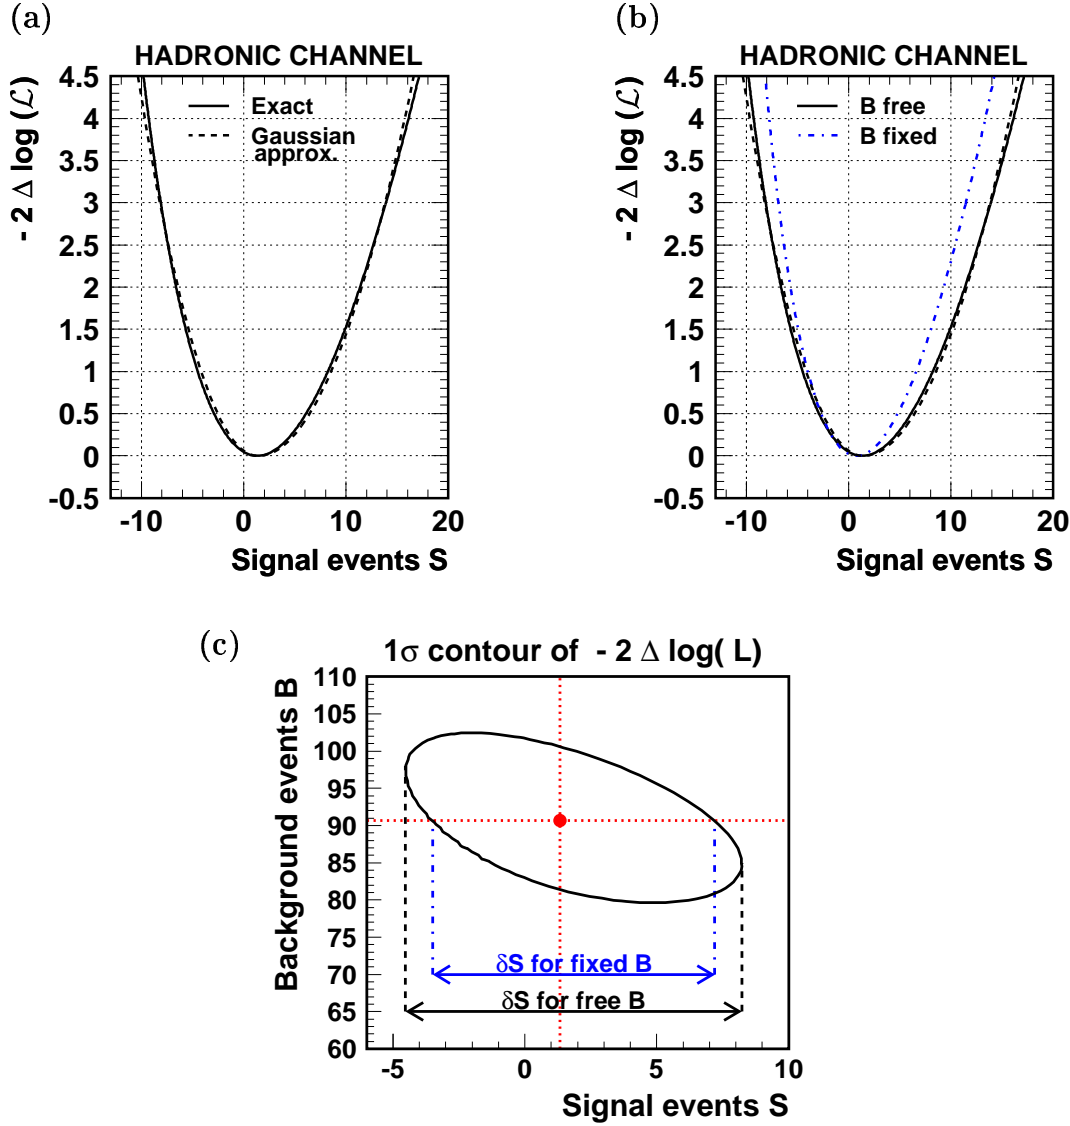 (a)
HADRONIC CHANNEL
- 2 Δ log (ℒ)
4.5
4
3.5
3
2.5
2
1.5
1
0.5
0
-0.5
Exact
Gaussian
approx.
-10 0 10 20
Signal events S
(b)
HADRONIC CHANNEL
- 2 Δ log (ℒ)
4.5
4
3.5
3
2.5
2
1.5
1
0.5
0
-0.5
B free
B fixed
-10 0 10 20
Signal events S
(c)
1σ contour of - 2 Δ log( L)
Background events B
110
105
100
95
90
85
80
75
70
65
60
δS for fixed B
δS for free B
-5 0 5 10
Signal events S